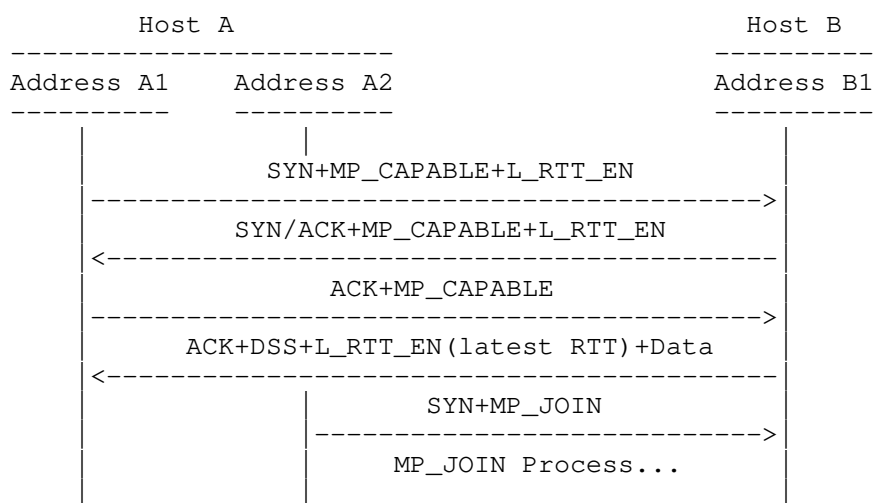 Host A Host B
Address A1 Address A2 Address B1
SYN+MP_CAPABLE+L_RTT_EN
SYN/ACK+MP_CAPABLE+L_RTT_EN
ACK+MP_CAPABLE
ACK+DSS+L_RTT_EN(latest RTT)+Data
SYN+MP_JOIN
MP_JOIN Process...